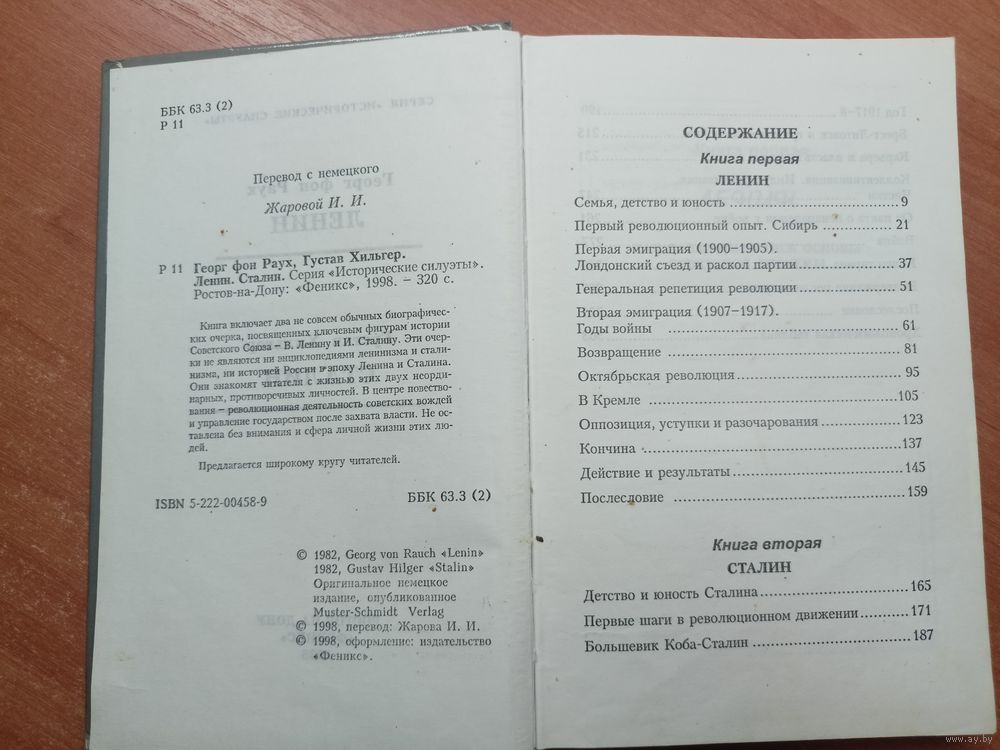 ББК 63.3 (2)
Р 11
Перевод с немецкого
Жаровой И. И.
Р 11 Георг фон Раух, Густав Хильгер.
Ленин. Сталин. Серия «Исторические силуэты».
Ростов-на-Дону: «Феникс», 1998. – 320 с.
Книга включает два не совсем обычных биографичес-
ких очерка, посвященных ключевым фигурам истории
Советского Союза – В. Ленину и И. Сталину. Эти очер-
ки не являются ни энциклопедиями ленинизма и стали-
низма, ни историей России в эпоху Ленина и Сталина.
Они знакомят читателя с жизнью этих двух неорди-
нарных, противоречивых личностей. В центре повество-
вания – революционная деятельность советских вождей
и управление государством после захвата власти. Не ос-
тавлена без внимания и сфера личной жизни этих лю-
дей.
Предлагается широкому кругу читателей.
ISBN 5-222-00458-9 ББК 63.3 (2)
© 1982, Georg von Rauch «Lenin»
1982, Gustav Hilger «Stalin»
Оригинальное немецкое
издание, опубликованное
Muster-Schmidt Verlag
© 1998, перевод: Жарова И. И.
© 1998, оформление: издательство
«Феникс».
СОДЕРЖАНИЕ
Книга первая
ЛЕНИН
Семья, детство и юность 9
Первый революционный опыт. Сибирь 21
Первая эмиграция (1900–1905).
Лондонский съезд и раскол партии 37
Генеральная репетиция революции 51
Вторая эмиграция (1907–1917).
Годы войны 61
Возвращение 81
Октябрьская революция 95
В Кремле 105
Оппозиция, уступки и разочарования 123
Кончина 137
Действие и результаты 145
Послесловие 159
Книга вторая
СТАЛИН
Детство и юность Сталина 165
Первые шаги в революционном движении 171
Большевик Коба-Сталин 187
www.ay.by